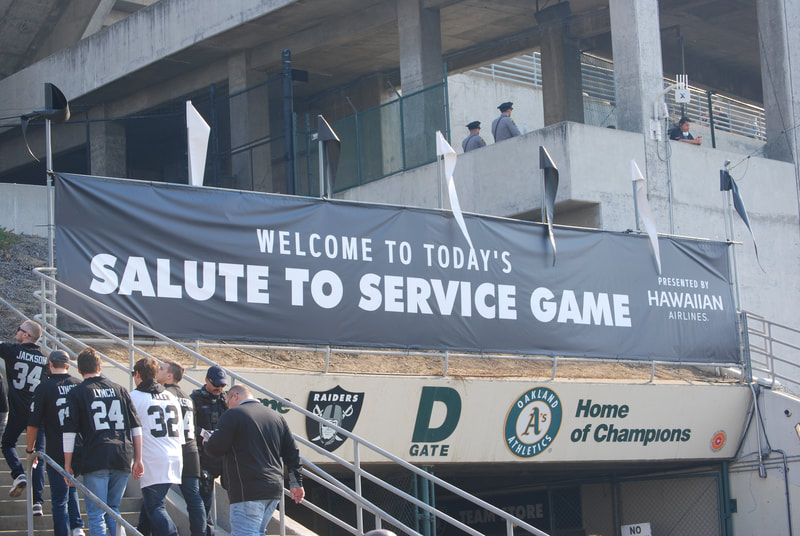 WELCOME TO TODAY'S
SALUTE TO SERVICE GAME
PRESENTED BY
HAWAIIAN
AIRLINES.
JACKSON
34
LYNCH
24
ALLEN
32
RAIDERS
D
GATE
OAKLAND
A's
ATHLETICS
Home
of Champions
TEAM STORE
NO